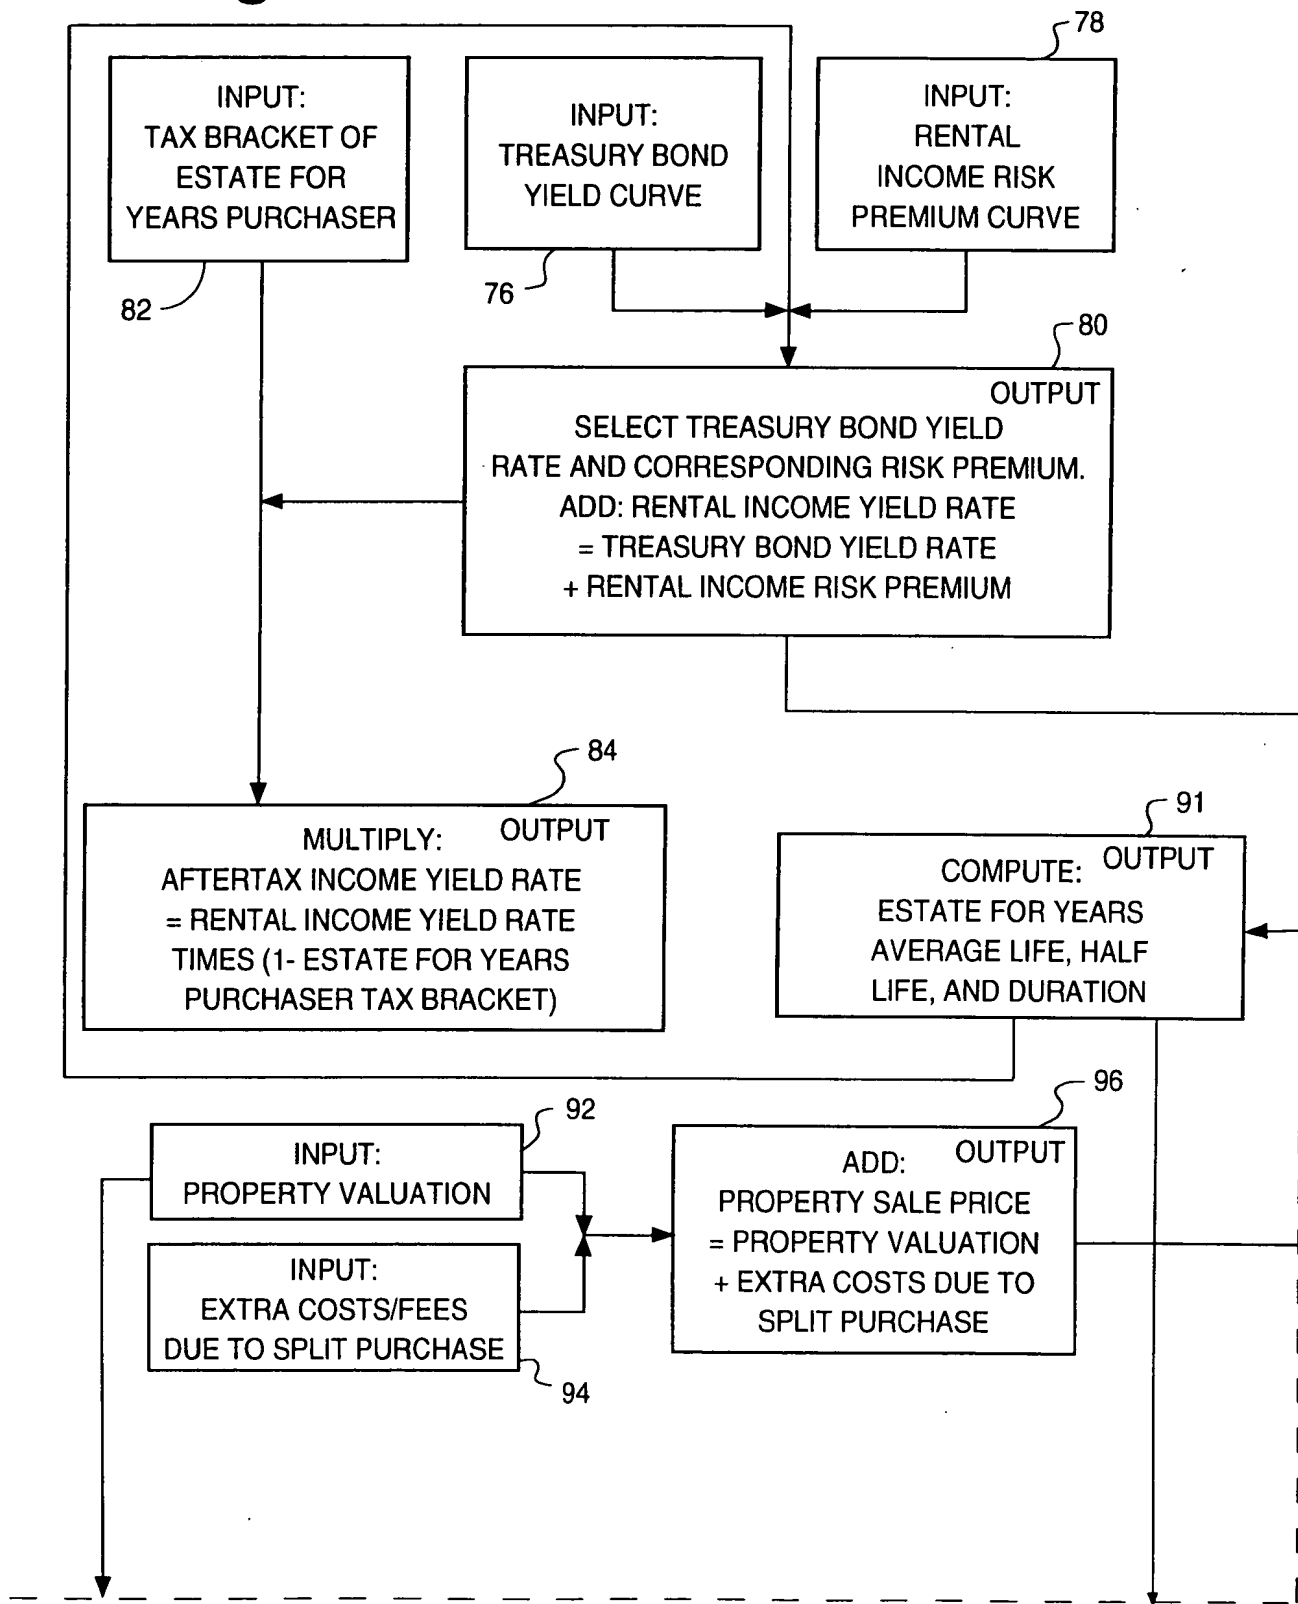 78
INPUT:
TAX BRACKET OF
ESTATE FOR
YEARS PURCHASER
82
INPUT:
TREASURY BOND
YIELD CURVE
76
INPUT:
RENTAL
INCOME RISK
PREMIUM CURVE
80
OUTPUT
SELECT TREASURY BOND YIELD
RATE AND CORRESPONDING RISK PREMIUM.
ADD: RENTAL INCOME YIELD RATE
= TREASURY BOND YIELD RATE
+ RENTAL INCOME RISK PREMIUM
84
MULTIPLY: OUTPUT
AFTERTAX INCOME YIELD RATE
= RENTAL INCOME YIELD RATE
TIMES (1- ESTATE FOR YEARS
PURCHASER TAX BRACKET)
91
COMPUTE: OUTPUT
ESTATE FOR YEARS
AVERAGE LIFE, HALF
LIFE, AND DURATION
92
INPUT:
PROPERTY VALUATION
INPUT:
EXTRA COSTS/FEES
DUE TO SPLIT PURCHASE
94
96
ADD: OUTPUT
PROPERTY SALE PRICE
= PROPERTY VALUATION
+ EXTRA COSTS DUE TO
SPLIT PURCHASE